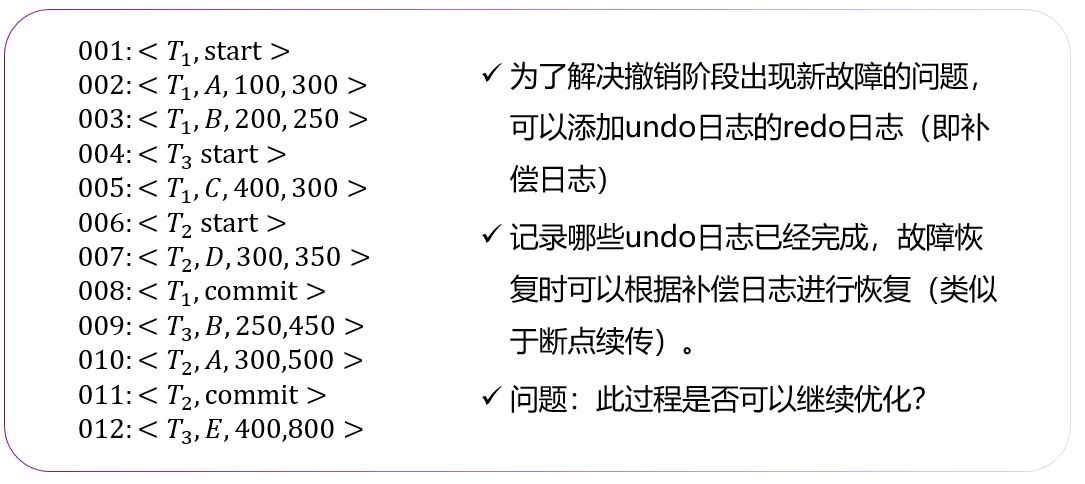 001:< T₁, start >
002:< T₁, A, 100, 300 >
003:< T₁, B, 200, 250 >
004:< T₃ start >
005:< T₁, C, 400, 300 >
006:< T₂ start >
007:< T₂, D, 300, 350 >
008:< T₁, commit >
009:< T₃, B, 250,450 >
010:< T₂, A, 300,500 >
011:< T₂, commit >
012:< T₃, E, 400,800 >
✓ 为了解决撤销阶段出现新故障的问题，
可以添加undo日志的redo日志（即补
偿日志）
✓ 记录哪些undo日志已经完成，故障恢
复时可以根据补偿日志进行恢复（类似
于断点续传）。
✓ 问题：此过程是否可以继续优化？